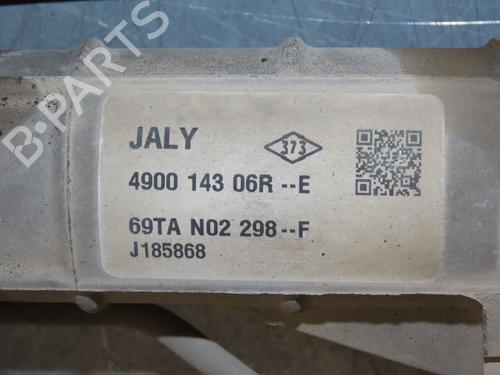 JALY
373
4900 143 06R --E
69TA N02 298--F
J185868
B-PARTS